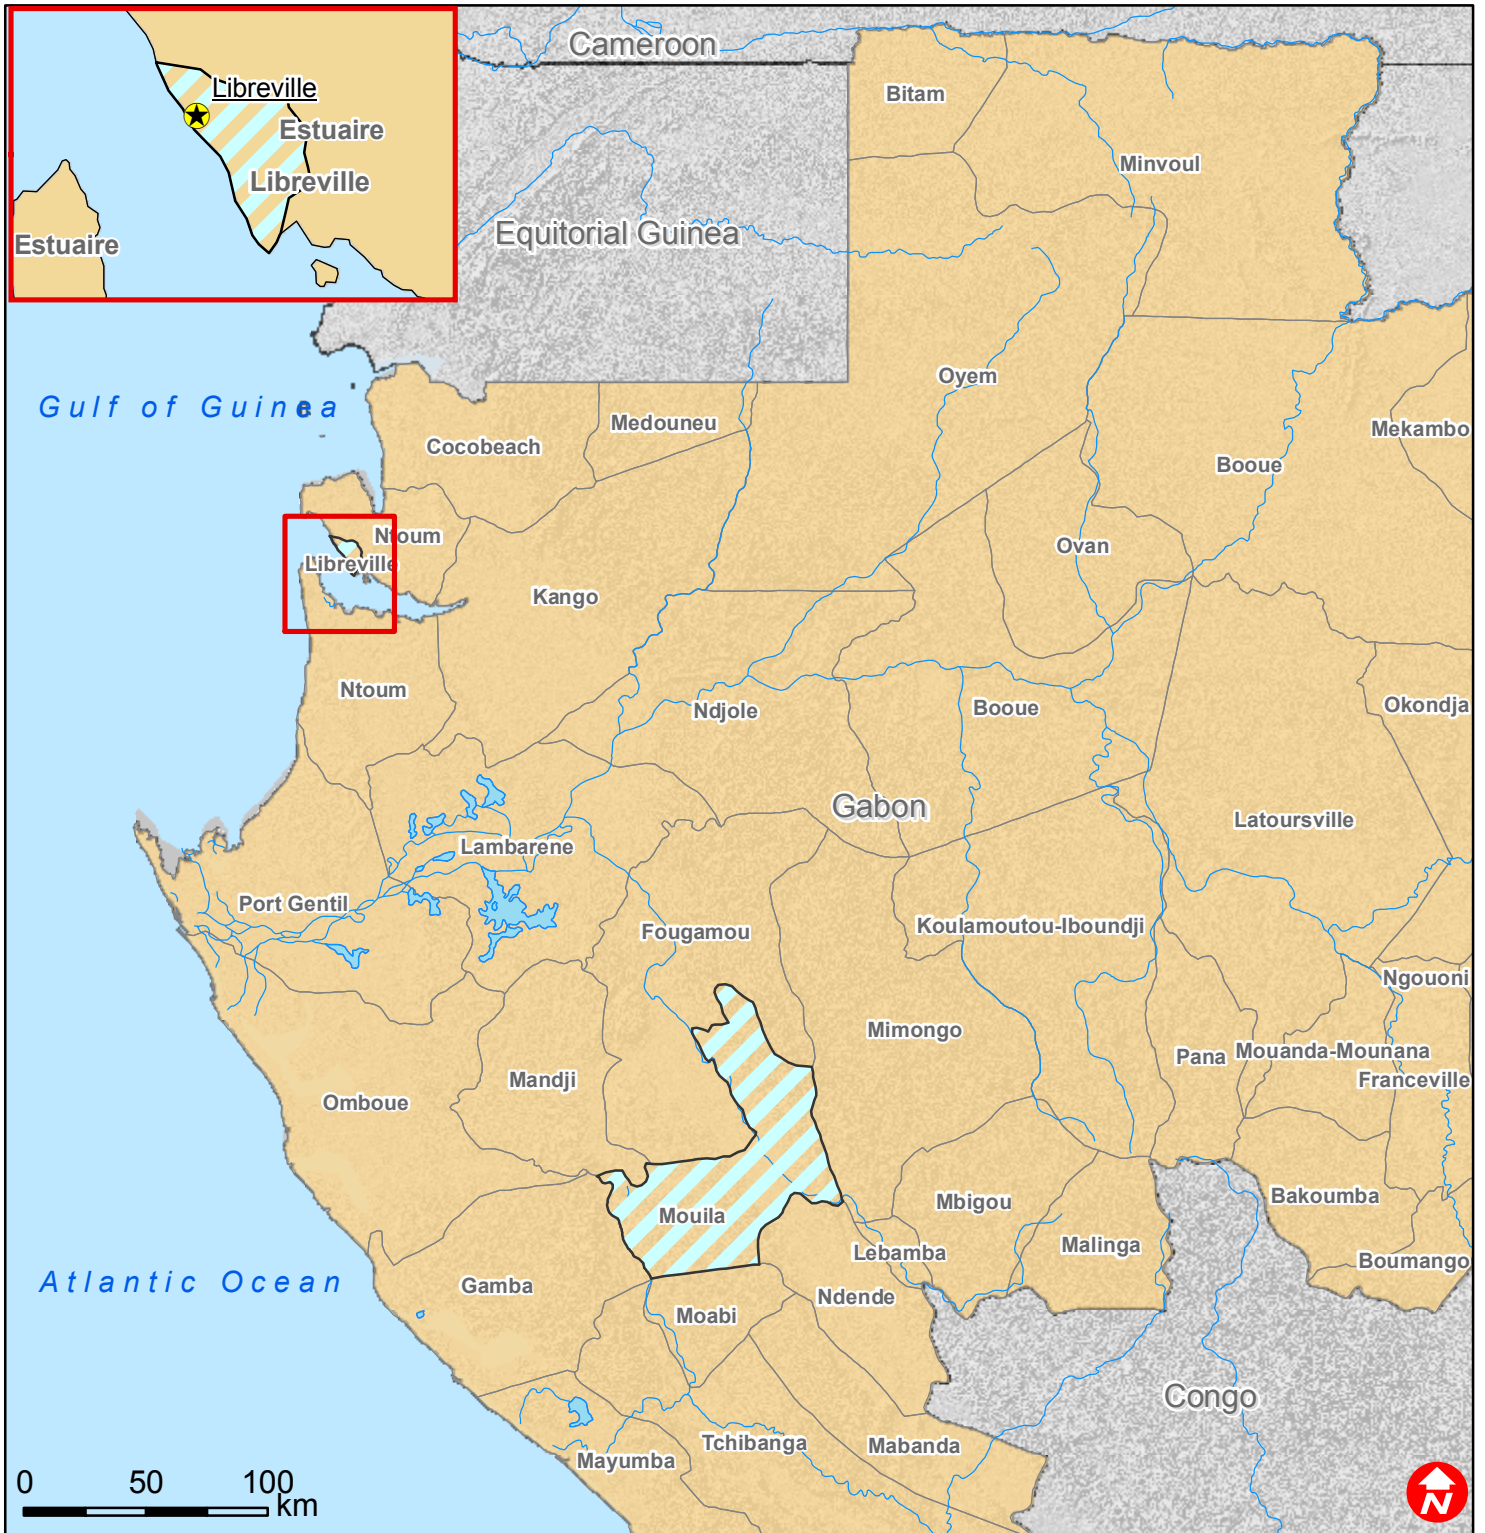 Cameroon
Libreville
Bitam
Estuaire
Minvoul
Libreville
Equitorial Guinea
Estuaire
Oyem
Gulf of Guinea
Medouneu
Mekambo
Cocobeach
Booue
Ntoum
Ovan
Libreville
Kango
Ntoum
Okondja
Ndjole
Booue
Gabon
Latoursville
Lambarene
Port Gentil
Koulamoutou-Iboundji
Fougamou
Ngouoni
Mimongo
Pana
Mouanda-Mounana
Mandji
Franceville
Omboue
Bakoumba
Mbigou
Mouila
Malinga
Lebamba
Boumango
Atlantic Ocean
Gamba
Ndende
Moabi
Congo
Tchibanga
Mabanda
Mayumba
0 50 100
km
N